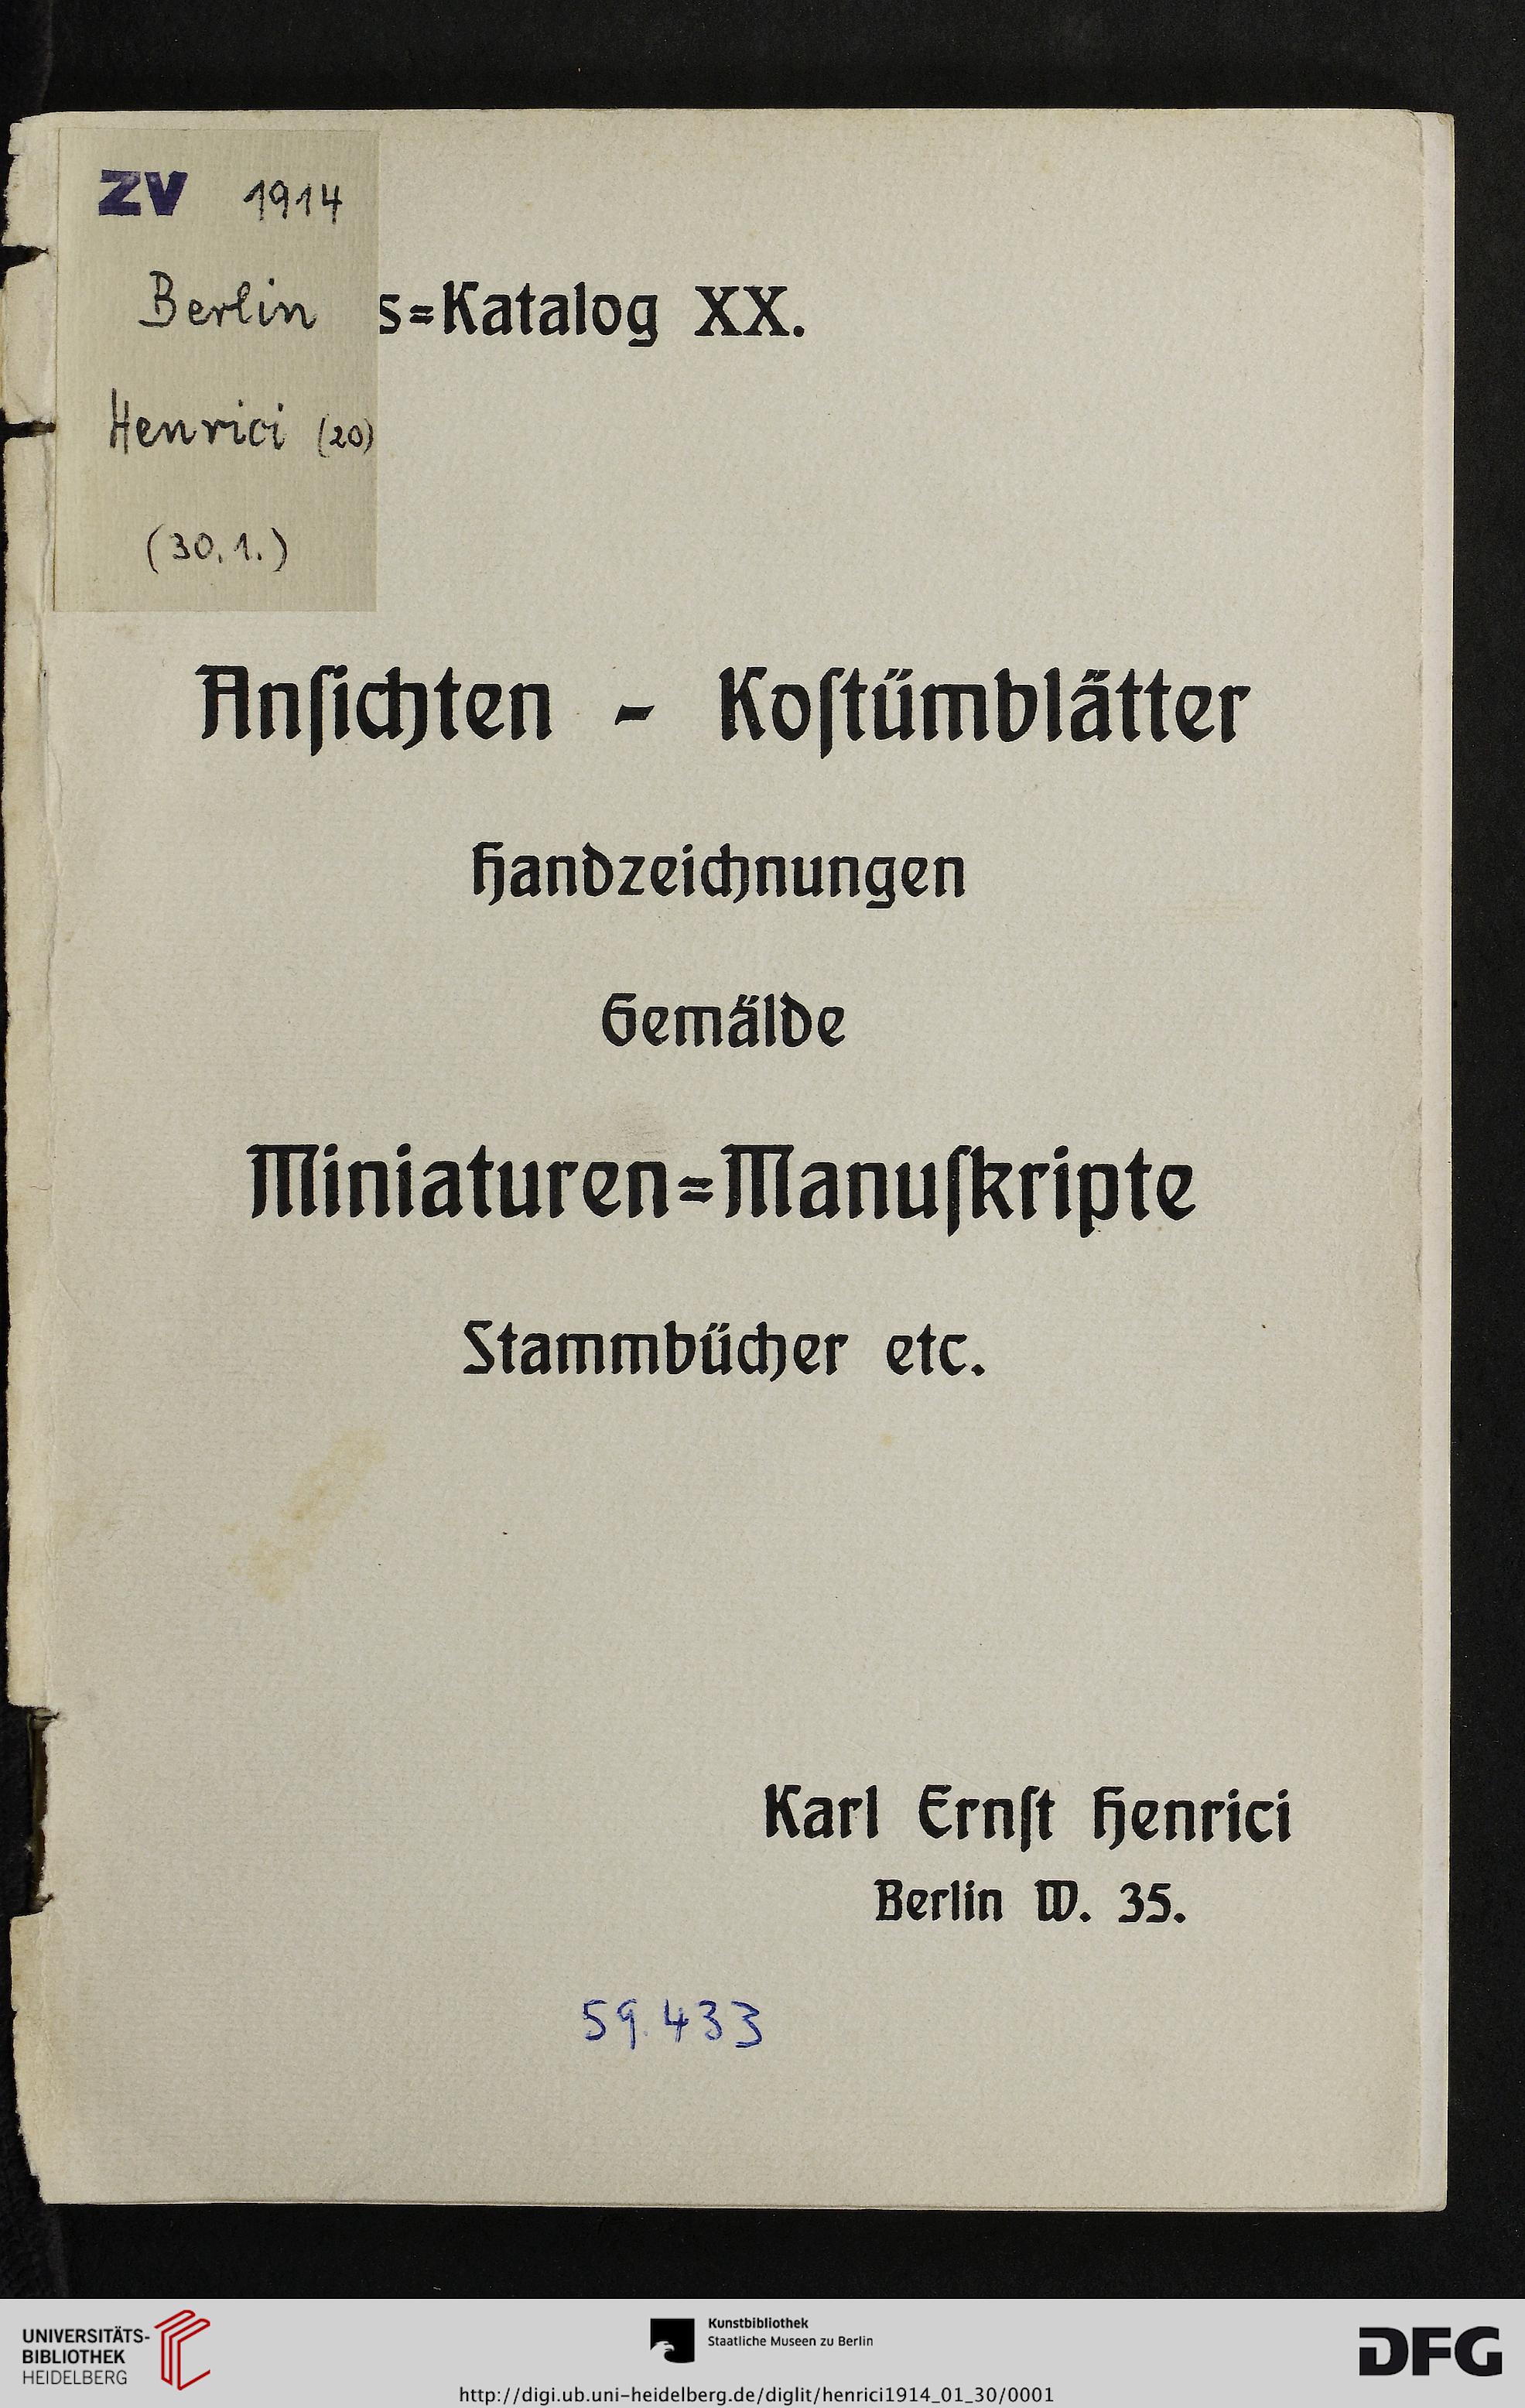 ZV 1914
Berlin
Henrici (20)
(30.1.)
s=Katalog XX.
Anſichten - Koſtümblätter
Handzeichnungen
Gemälde
Miniaturen=Manuſkripte
Stammbücher etc.
Karl Ernſt Henrici
Berlin W. 35.
59.433
UNIVERSITÄTS-
BIBLIOTHEK
HEIDELBERG
Kunstbibliothek
Staatliche Museen zu Berlin
DFG
http://digi.ub.uni-heidelberg.de/diglit/henrici1914_01_30/0001